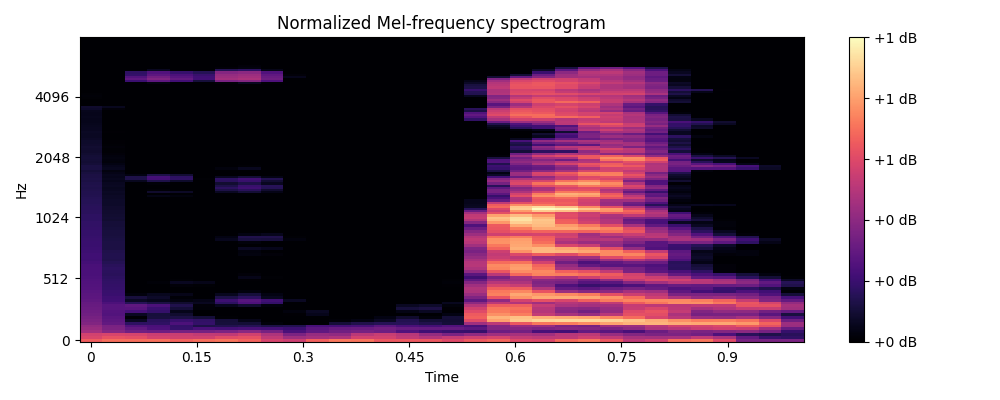 Normalized Mel-frequency spectrogram
Hz
4096
2048
1024
512
0
0 0.15 0.3 0.45 0.6 0.75 0.9
Time
+1 dB
+1 dB
+1 dB
+0 dB
+0 dB
+0 dB